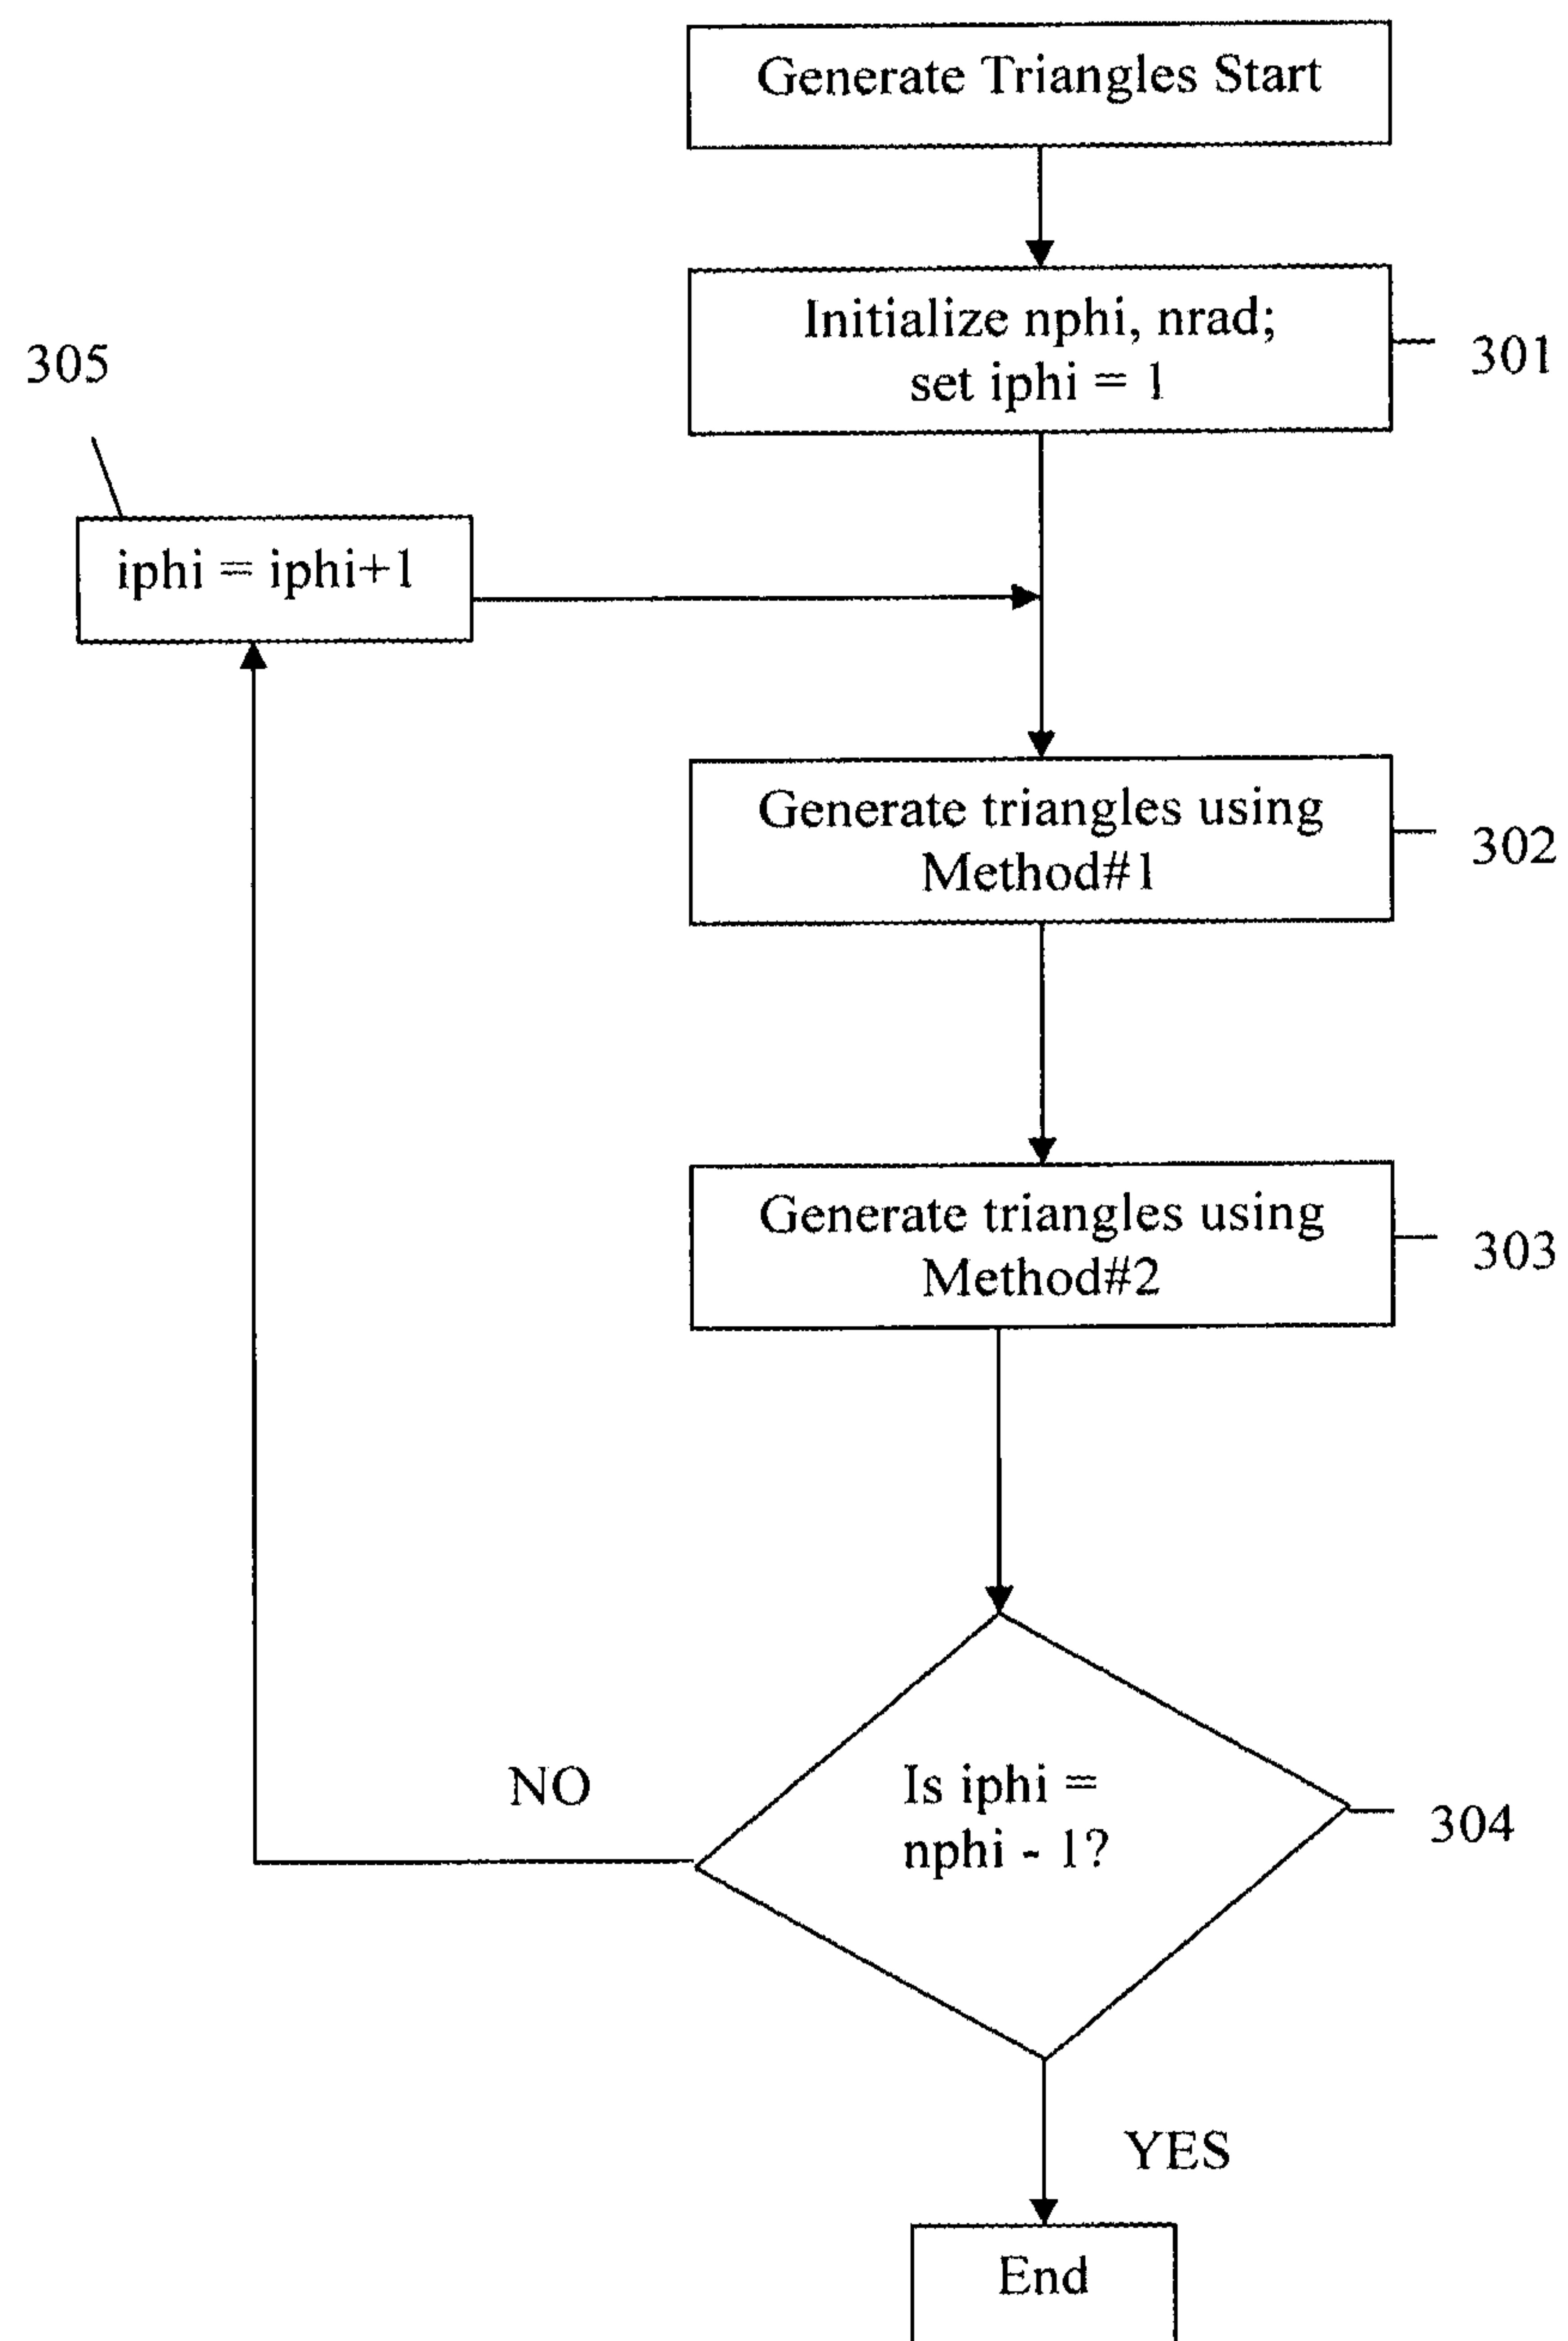 Generate Triangles Start
Initialize nphi, nrad;
set iphi = 1
301
305
iphi = iphi+1
Generate triangles using
Method#1
302
Generate triangles using
Method#2
303
Is iphi =
nphi - 1?
304
NO
YES
End